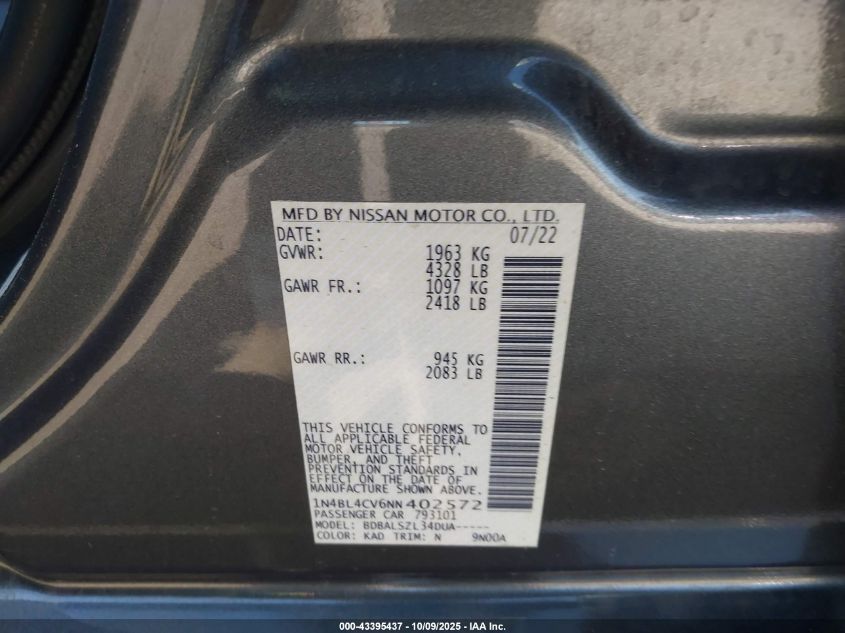 MFD BY NISSAN MOTOR CO., LTD.
DATE: 07/22
GVWR: 1963 KG
4328 LB
GAWR FR.: 1097 KG
2418 LB
GAWR RR.: 945 KG
2083 LB
THIS VEHICLE CONFORMS TO
ALL APPLICABLE FEDERAL
MOTOR VEHICLE SAFETY,
BUMPER, AND THEFT
PREVENTION STANDARDS IN
EFFECT ON THE DATE OF
MANUFACTURE SHOWN ABOVE.
1N4BL4CV6NN402572
PASSENGER CAR 793101
MODEL: BDBALSZL34DUA-----
COLOR: KAD TRIM: N 9N00A
000-43395437 - 10/09/2025 - IAA Inc.